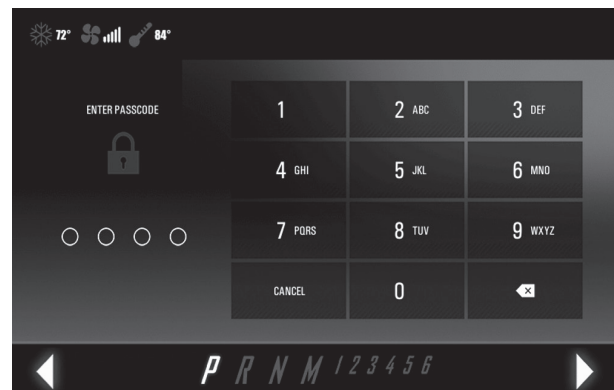 72° 84°
ENTER PASSCODE
1 2 ABC 3 DEF
4 GHI 5 JKL 6 MNO
7 PQRS 8 TUV 9 WXYZ
CANCEL 0
P R N M 1 2 3 4 5 6